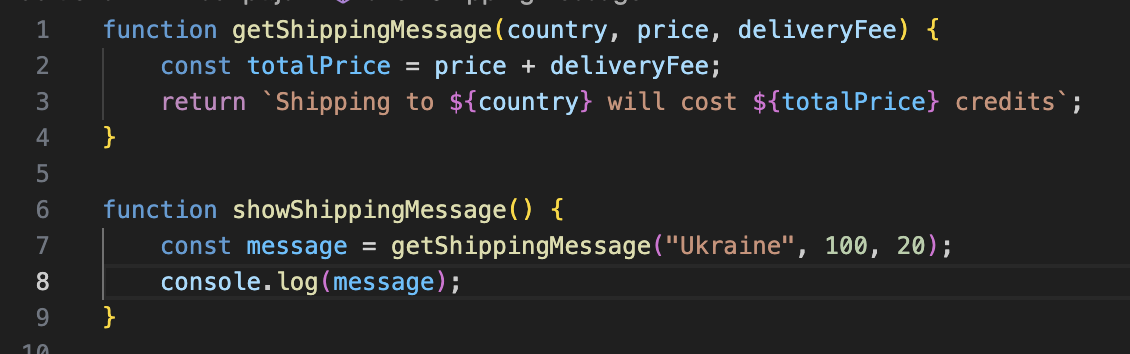 1 function getShippingMessage(country, price, deliveryFee) {
2     const totalPrice = price + deliveryFee;
3     return `Shipping to ${country} will cost ${totalPrice} credits`;
4 }
5
6 function showShippingMessage() {
7     const message = getShippingMessage("Ukraine", 100, 20);
8     console.log(message);
9 }
10